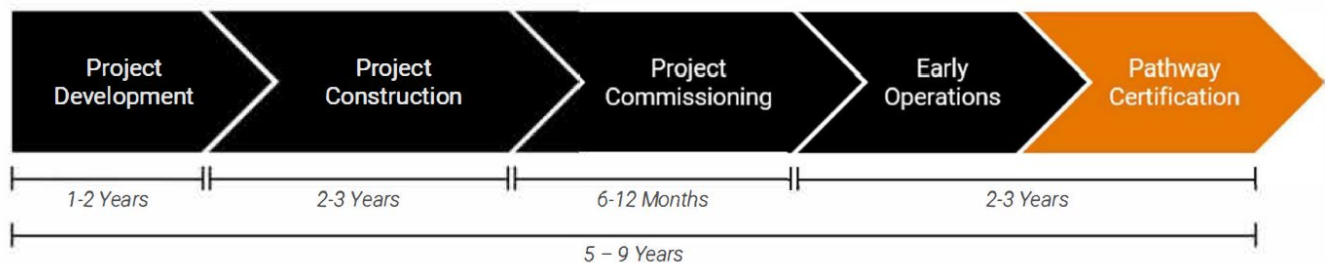 Project
Development
Project
Construction
Project
Commissioning
Early
Operations
Pathway
Certification
1-2 Years
2-3 Years
6-12 Months
2-3 Years
5 – 9 Years